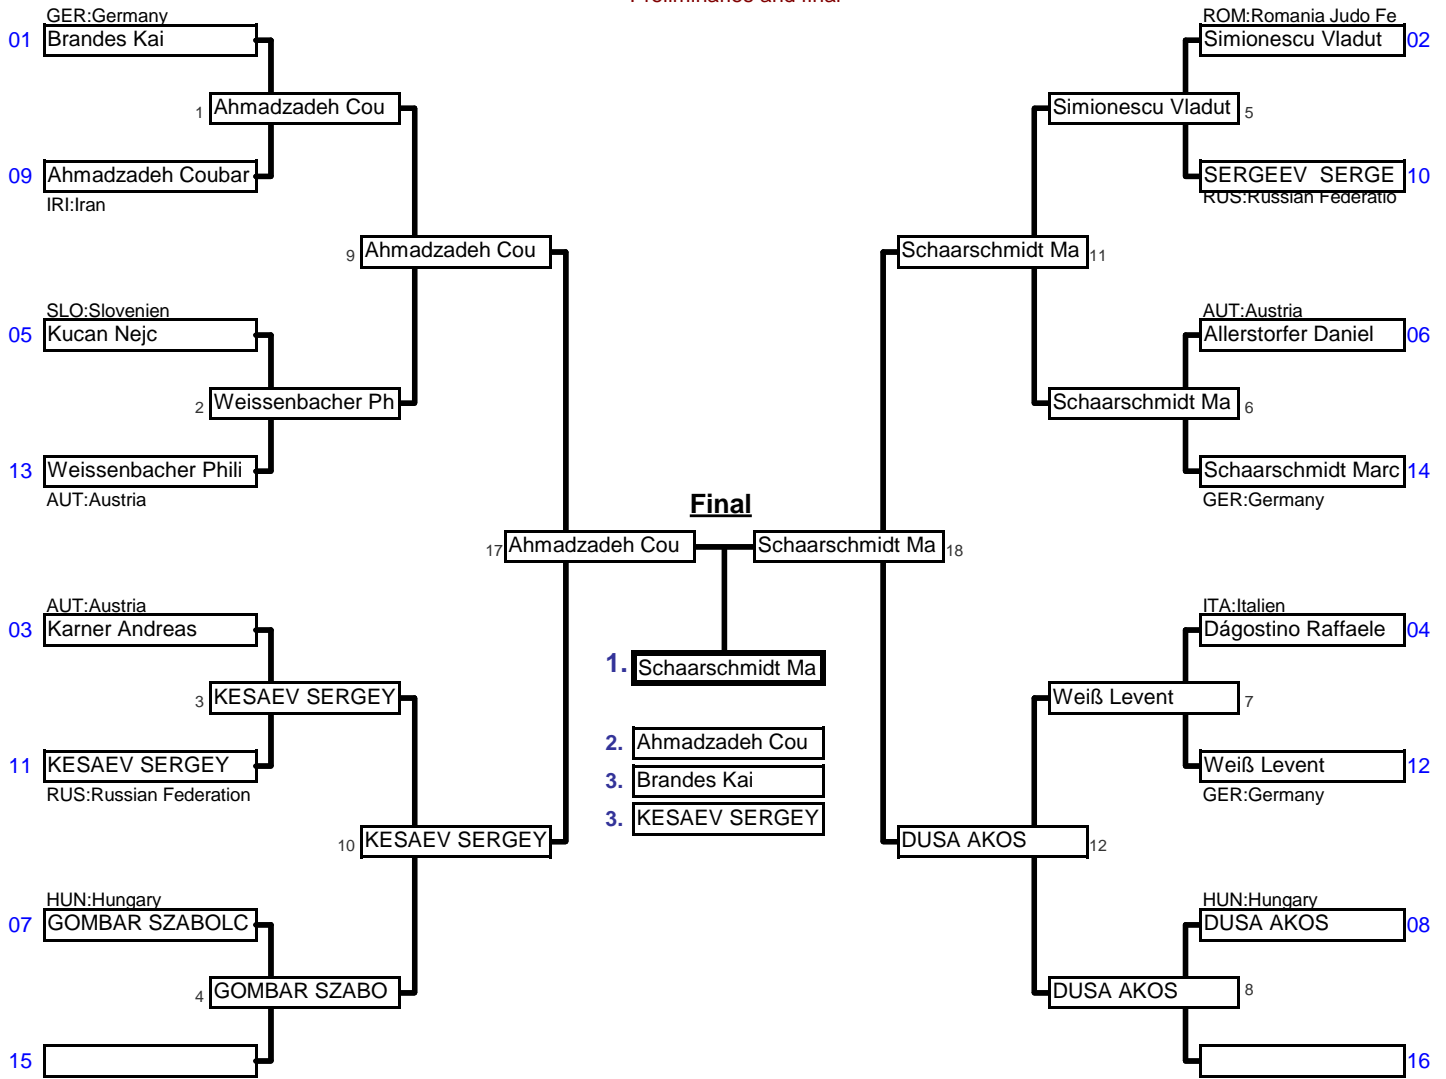 Preliminaries and final
GER:Germany
01 Brandes Kai
1 Ahmadzadeh Cou
09 Ahmadzadeh Coubar
IRI:Iran
9 Ahmadzadeh Cou
SLO:Slovenien
05 Kucan Nejc
2 Weissenbacher Ph
13 Weissenbacher Phili
AUT:Austria
17 Ahmadzadeh Cou
AUT:Austria
03 Karner Andreas
3 KESAEV SERGEY
11 KESAEV SERGEY
RUS:Russian Federation
10 KESAEV SERGEY
HUN:Hungary
07 GOMBAR SZABOLC
4 GOMBAR SZABO
15
Final
1. Schaarschmidt Ma
2. Ahmadzadeh Cou
3. Brandes Kai
3. KESAEV SERGEY
ROM:Romania Judo Fe
Simionescu Vladut 02
Simionescu Vladut 5
SERGEEV SERGE 10
RUS:Russian Federatio
Schaarschmidt Ma 11
AUT:Austria
Allerstorfer Daniel 06
Schaarschmidt Ma 6
Schaarschmidt Marc 14
GER:Germany
Schaarschmidt Ma 18
ITA:Italien
Dágostino Raffaele 04
Weiß Levent 7
Weiß Levent 12
GER:Germany
DUSA AKOS 12
HUN:Hungary
DUSA AKOS 08
DUSA AKOS 8
16